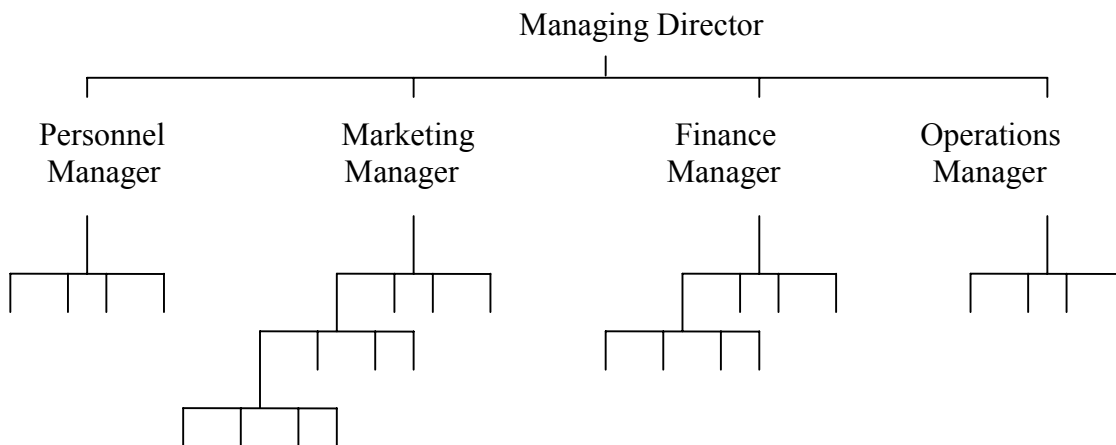 Managing Director
Personnel
Manager
Marketing
Manager
Finance
Manager
Operations
Manager